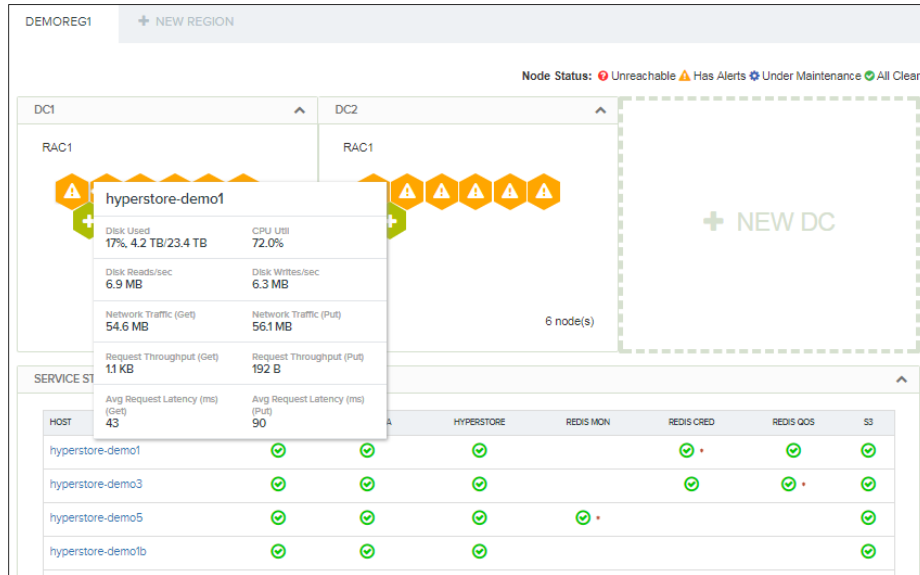 DEMOREG1 + NEW REGION
Node Status: Unreachable Has Alerts Under Maintenance All Clear
DC1 DC2
RAC1 RAC1
+ NEW DC
hyperstore-demo1
Disk Used CPU Util
17%, 4.2 TB/23.4 TB 72.0%
Disk Reads/sec Disk Writes/sec
6.9 MB 6.3 MB
Network Traffic (Get) Network Traffic (Put)
54.6 MB 56.1 MB
6 node(s)
Request Throughput (Get) Request Throughput (Put)
1.1 KB 192 B
SERVICE ST
Avg Request Latency (ms) (Get) Avg Request Latency (ms) (Put)
43 90
HOST A HYPERSTORE REDIS MON REDIS CRED REDIS QOS S3
hyperstore-demo1
hyperstore-demo3
hyperstore-demo5
hyperstore-demo1b